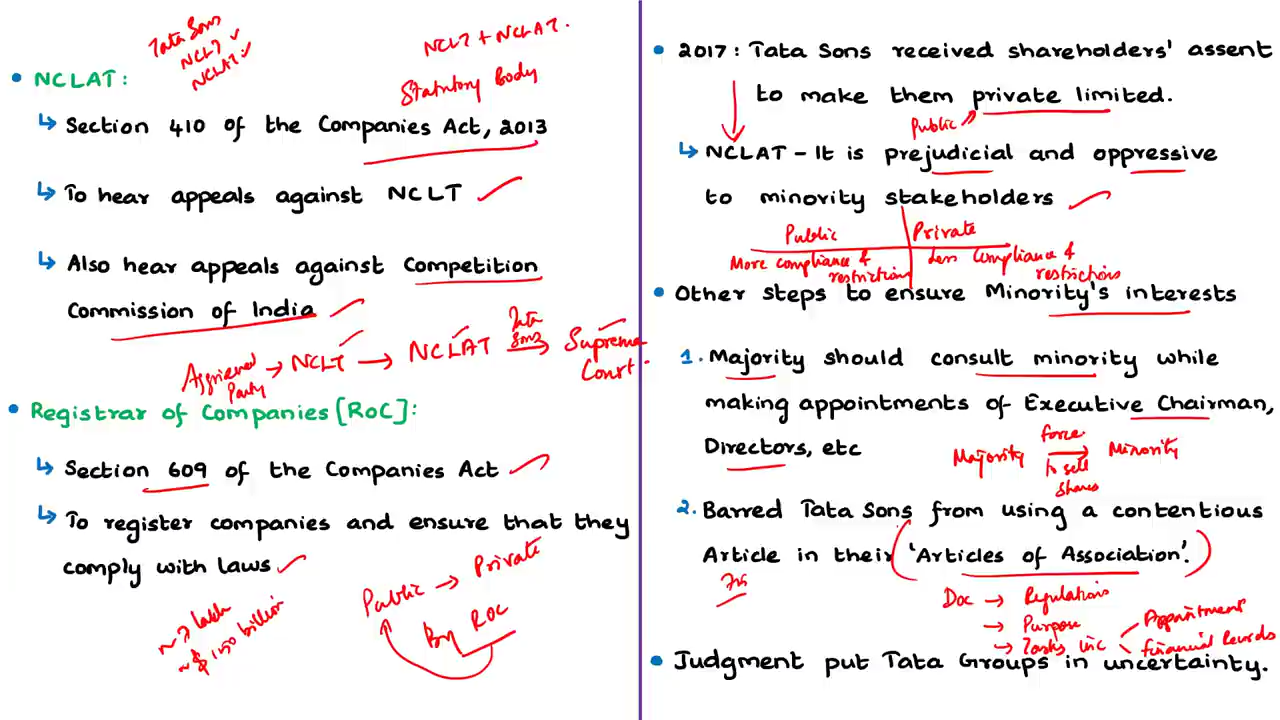 Tata Sons
NCLT ✓
NCLAT ✓
NCLT + NCLAT.
Statutory Body
• NCLAT:
↳ Section 410 of the Companies Act, 2013
↳ To hear appeals against NCLT
↳ Also hear appeals against Competition
Commission of India
Aggrieved Party → NCLT → NCLAT Tata Sons → Supreme Court.
• Registrar of Companies [RoC]:
↳ Section 609 of the Companies Act
↳ To register companies and ensure that they
comply with laws
Public → Private
By ROC
~ 7 lakh
~ $ 150 billion
• 2017: Tata Sons received shareholders' assent
to make them private limited.
Public
↳ NCLAT - It is prejudicial and oppressive
to minority stakeholders
Public | Private
More compliance & restrictions | Less compliance & restrictions
• Other steps to ensure Minority's interests
1. Majority should consult minority while
making appointments of Executive Chairman,
Directors, etc
Majority force to sell shares → Minority
2. Barred Tata Sons from using a contentious
Article in their 'Articles of Association'.
75
Doc → Regulations
→ Purpose
→ Tasks inc
Appointment
Financial Records
• Judgment put Tata Groups in uncertainty.